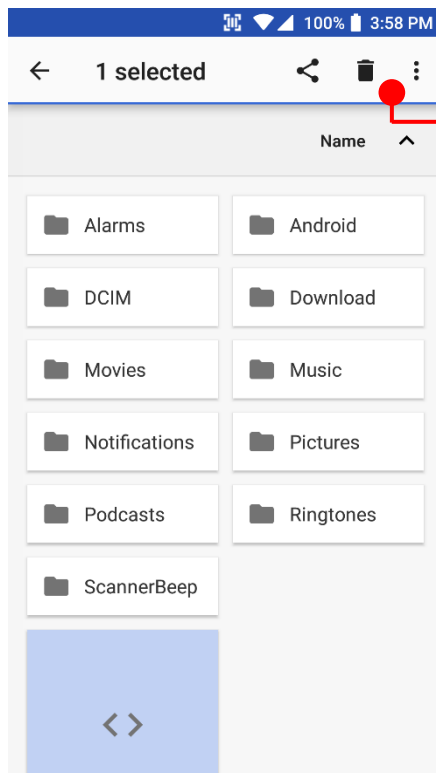 100% 3:58 PM
1 selected
Name
Alarms Android
DCIM Download
Movies Music
Notifications Pictures
Podcasts Ringtones
ScannerBeep